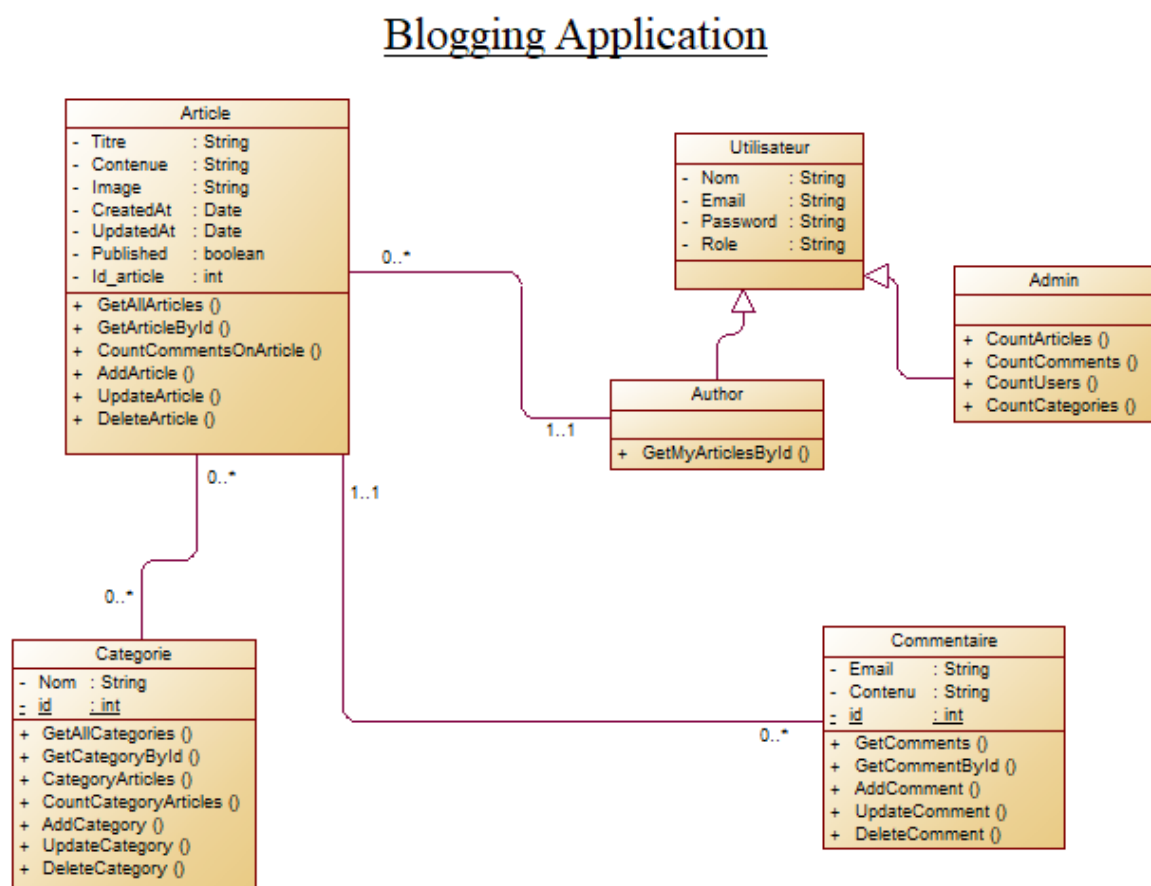 Blogging Application
Article
- Titre : String
- Contenue : String
- Image : String
- CreatedAt : Date
- UpdatedAt : Date
- Published : boolean
- Id_article : int
+ GetAllArticles ()
+ GetArticleById ()
+ CountCommentsOnArticle ()
+ AddArticle ()
+ UpdateArticle ()
+ DeleteArticle ()
Utilisateur
- Nom : String
- Email : String
- Password : String
- Role : String
Admin
+ CountArticles ()
+ CountComments ()
+ CountUsers ()
+ CountCategories ()
0..*
1..1
Author
+ GetMyArticlesById ()
0..*
0..*
1..1
0..*
Categorie
- Nom : String
- id : int
+ GetAllCategories ()
+ GetCategoryById ()
+ CategoryArticles ()
+ CountCategoryArticles ()
+ AddCategory ()
+ UpdateCategory ()
+ DeleteCategory ()
Commentaire
- Email : String
- Contenu : String
- id : int
+ GetComments ()
+ GetCommentById ()
+ AddComment ()
+ UpdateComment ()
+ DeleteComment ()